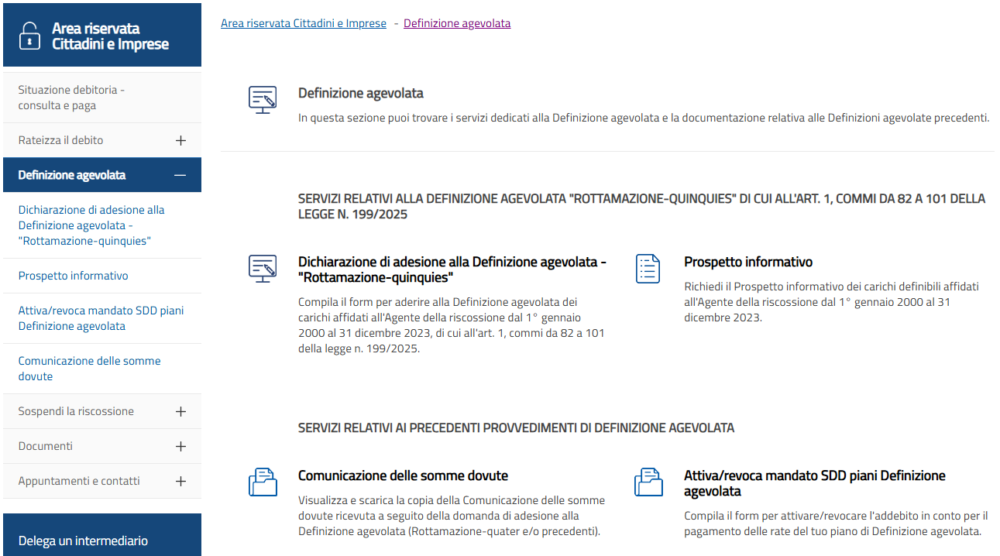 Area riservata
Cittadini e Imprese
Situazione debitoria -
consulta e paga
Rateizza il debito
Definizione agevolata
Dichiarazione di adesione alla
Definizione agevolata -
"Rottamazione-quinquies"
Prospetto informativo
Attiva/revoca mandato SDD piani
Definizione agevolata
Comunicazione delle somme
dovute
Sospendi la riscossione
Documenti
Appuntamenti e contatti
Delega un intermediario
Area riservata Cittadini e Imprese - Definizione agevolata
Definizione agevolata
In questa sezione puoi trovare i servizi dedicati alla Definizione agevolata e la documentazione relativa alle Definizioni agevolate precedenti.
SERVIZI RELATIVI ALLA DEFINIZIONE AGEVOLATA "ROTTAMAZIONE-QUINQUIES" DI CUI ALL'ART. 1, COMMI DA 82 A 101 DELLA
LEGGE N. 199/2025
Dichiarazione di adesione alla Definizione agevolata -
"Rottamazione-quinquies"
Compila il form per aderire alla Definizione agevolata dei
carichi affidati all'Agente della riscossione dal 1° gennaio
2000 al 31 dicembre 2023, di cui all'art. 1, commi da 82 a 101
della legge n. 199/2025.
Prospetto informativo
Richiedi il Prospetto informativo dei carichi definibili affidati
all'Agente della riscossione dal 1° gennaio 2000 al 31
dicembre 2023.
SERVIZI RELATIVI AI PRECEDENTI PROVVEDIMENTI DI DEFINIZIONE AGEVOLATA
Comunicazione delle somme dovute
Visualizza e scarica la copia della Comunicazione delle somme
dovute ricevuta a seguito della domanda di adesione alla
Definizione agevolata (Rottamazione-quater e/o precedenti).
Attiva/revoca mandato SDD piani Definizione
agevolata
Compila il form per attivare/revocare l'addebito in conto per il
pagamento delle rate del tuo piano di Definizione agevolata.